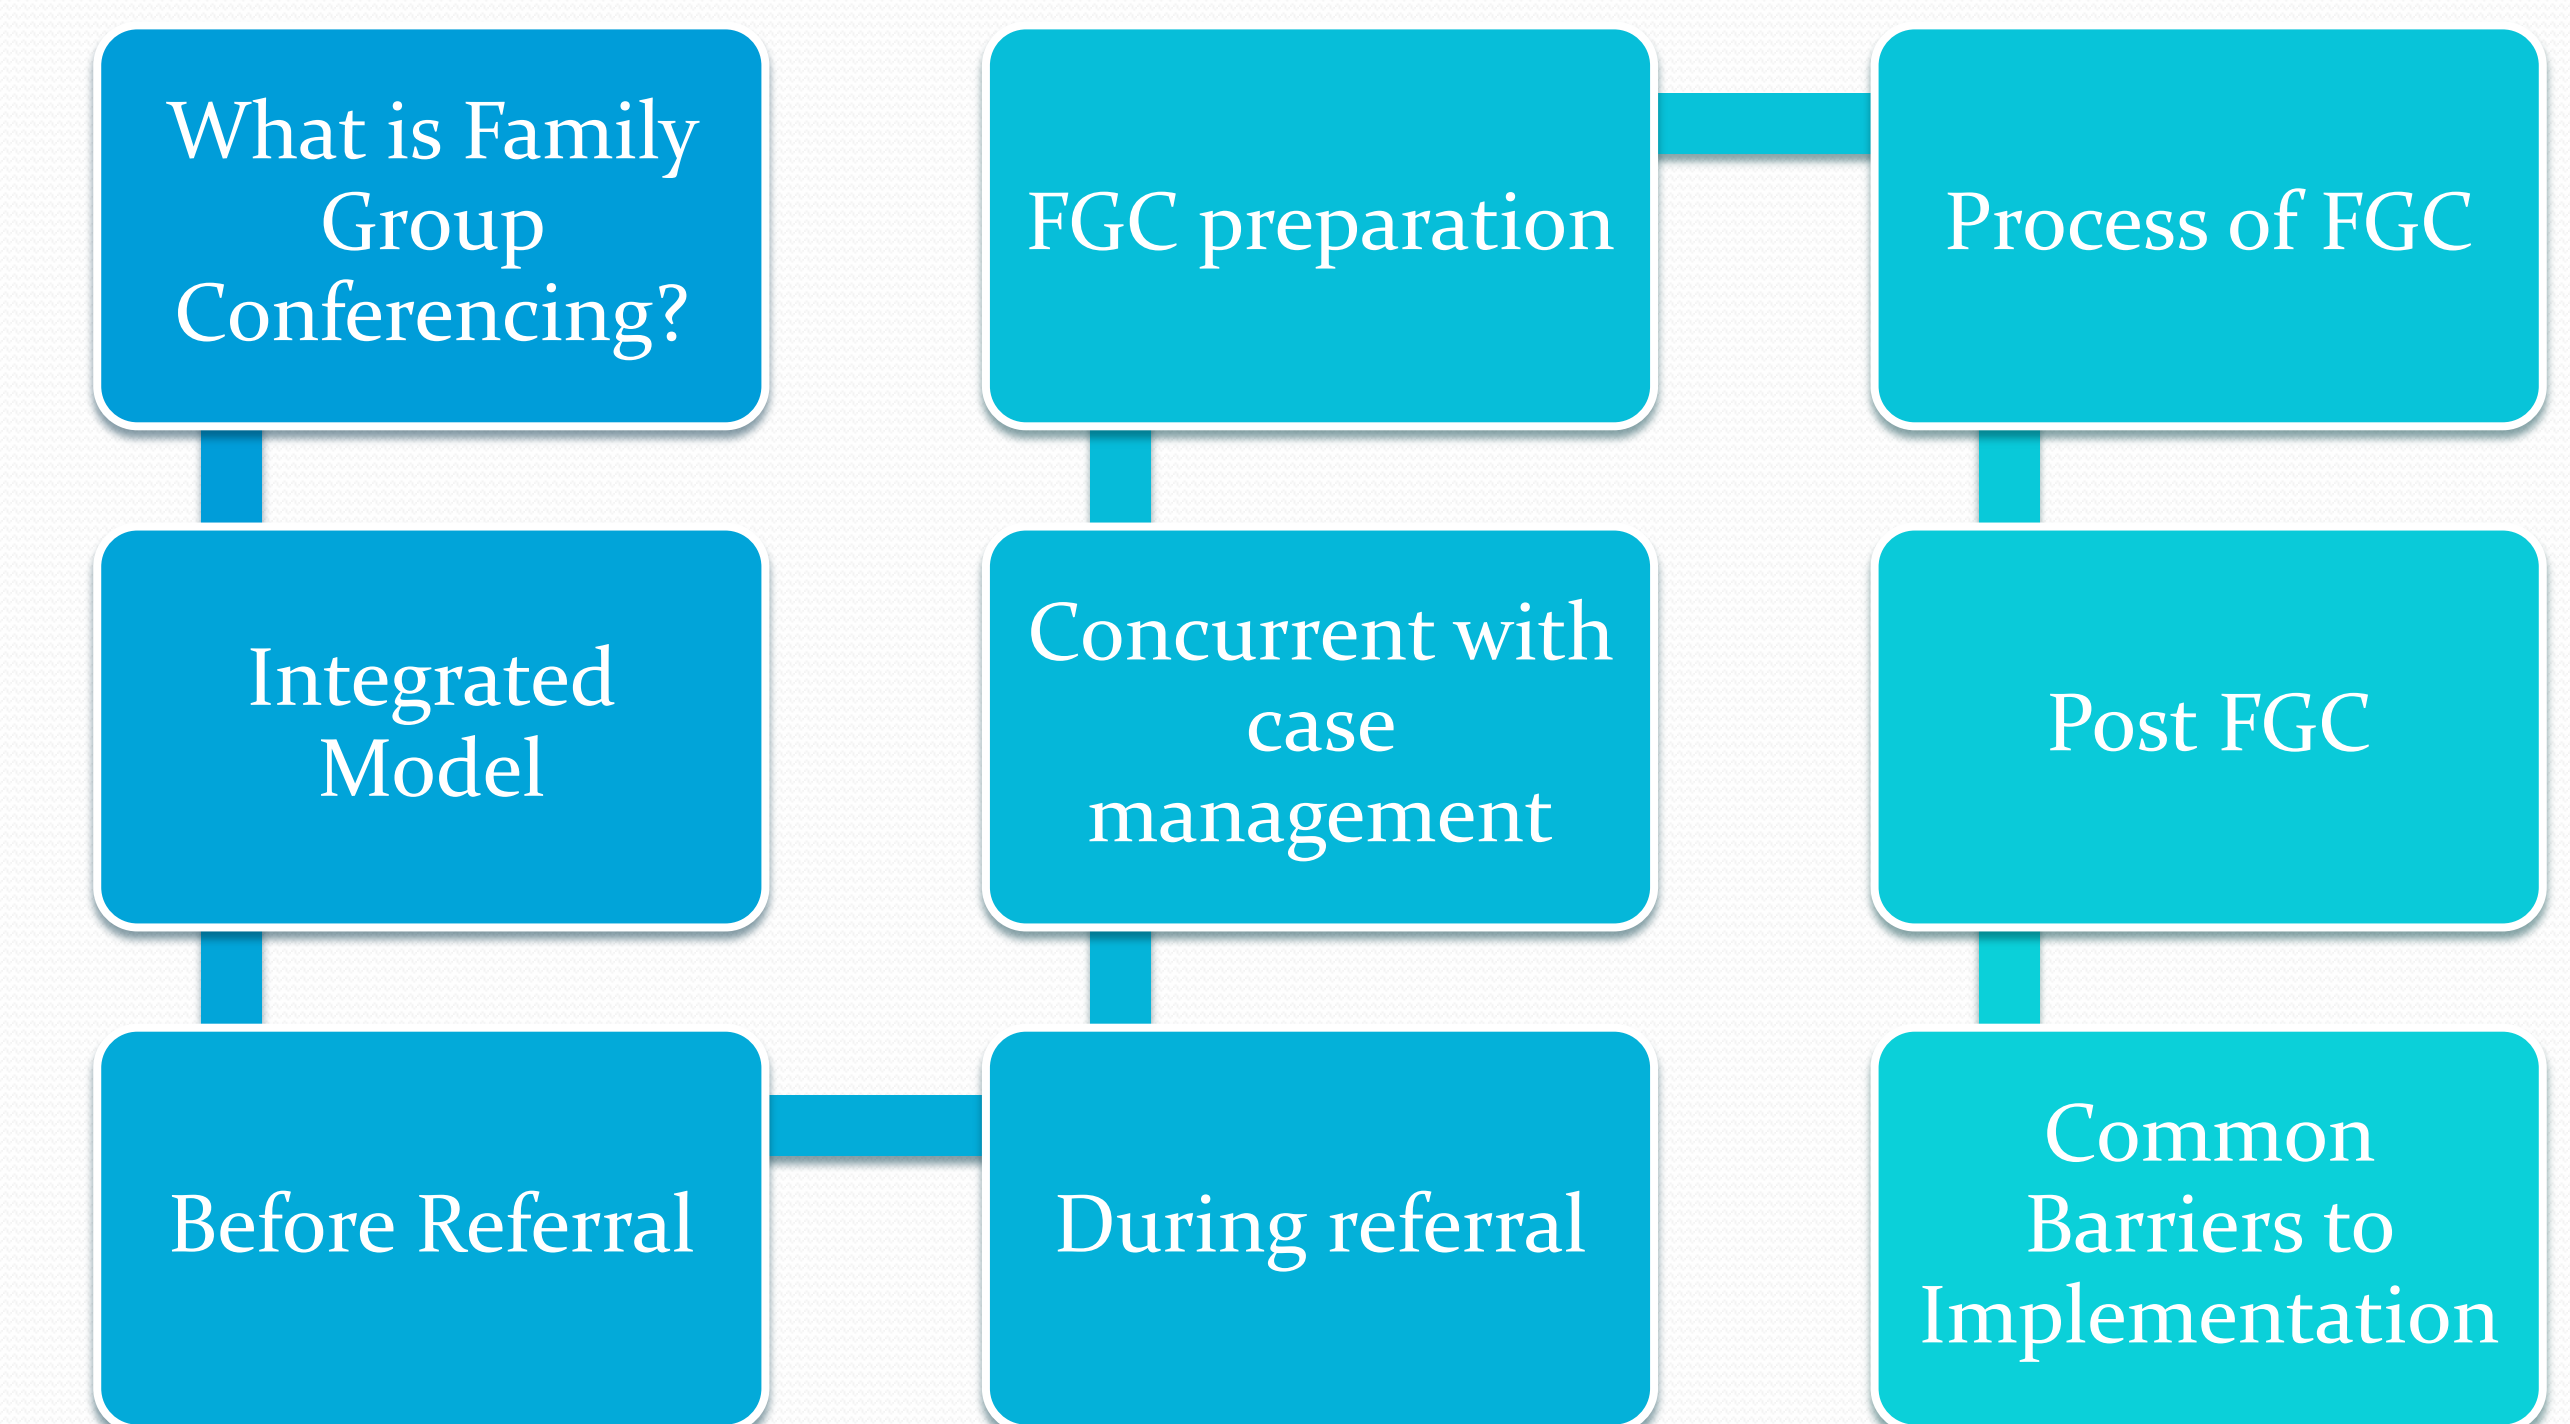 What is Family
Group
Conferencing?
Integrated
Model
Before Referral
During referral
Concurrent with
case
management
FGC preparation
Process of FGC
Post FGC
Common
Barriers to
Implementation